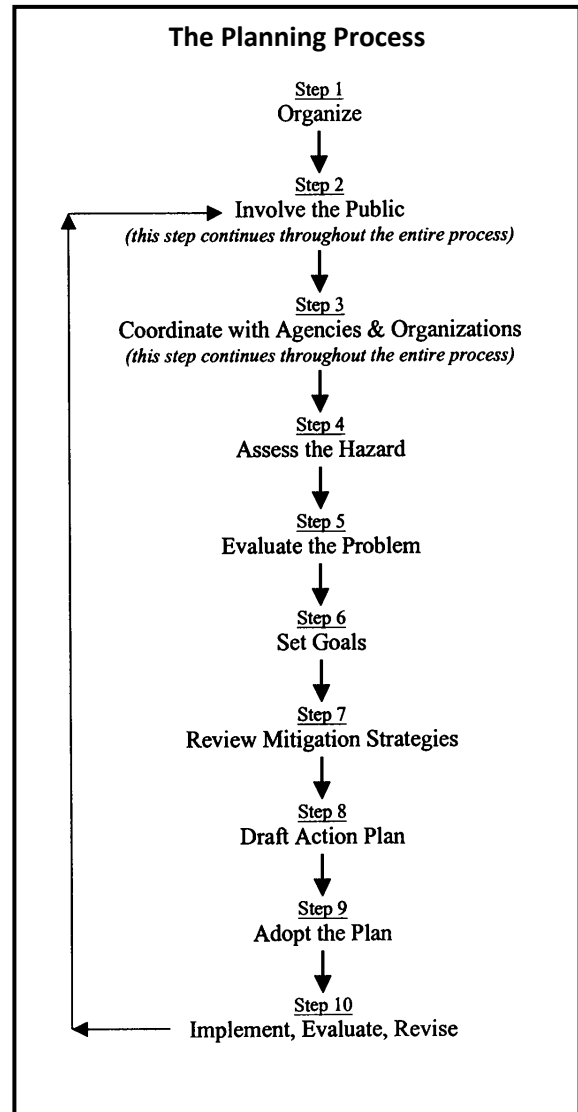 The Planning Process
Step 1
Organize
Step 2
Involve the Public
(this step continues throughout the entire process)
Step 3
Coordinate with Agencies & Organizations
(this step continues throughout the entire process)
Step 4
Assess the Hazard
Step 5
Evaluate the Problem
Step 6
Set Goals
Step 7
Review Mitigation Strategies
Step 8
Draft Action Plan
Step 9
Adopt the Plan
Step 10
Implement, Evaluate, Revise